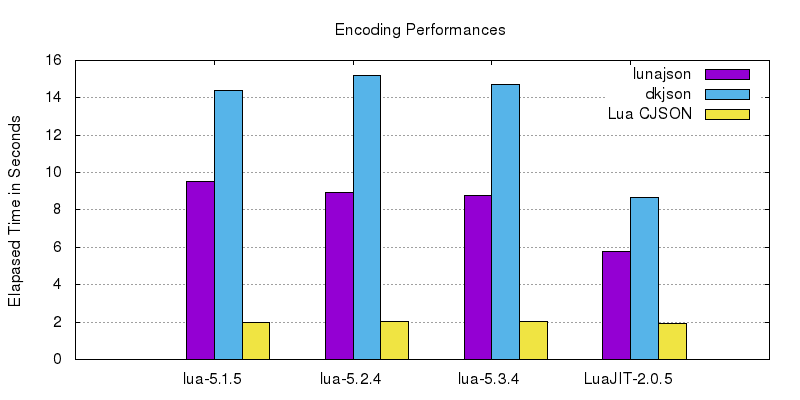 Encoding Performances
lunajson
dkjson
Lua CJSON
Elapased Time in Seconds
16
14
12
10
8
6
4
2
0
lua-5.1.5 lua-5.2.4 lua-5.3.4 LuaJIT-2.0.5